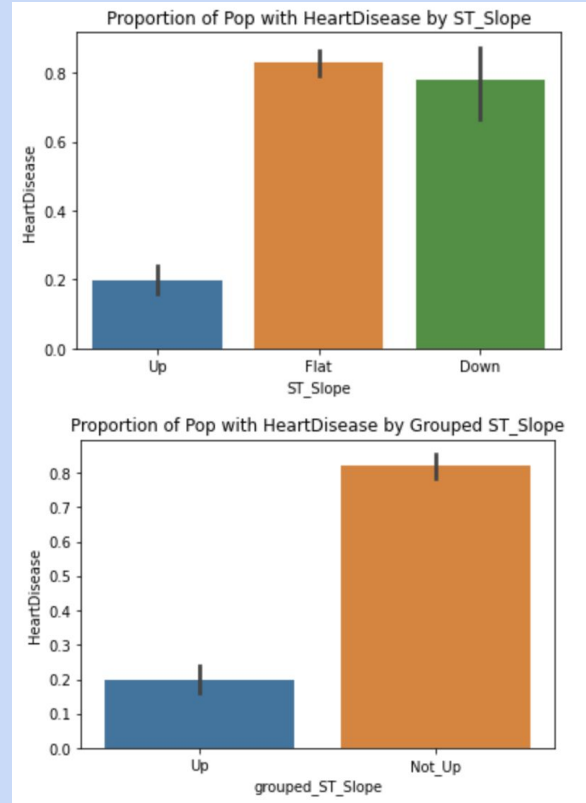 Proportion of Pop with HeartDisease by ST_Slope
0.8
0.6
0.4
0.2
0.0
HeartDisease
Up Flat Down
ST_Slope
Proportion of Pop with HeartDisease by Grouped ST_Slope
0.8
0.7
0.6
0.5
0.4
0.3
0.2
0.1
0.0
HeartDisease
Up Not_Up
grouped_ST_Slope